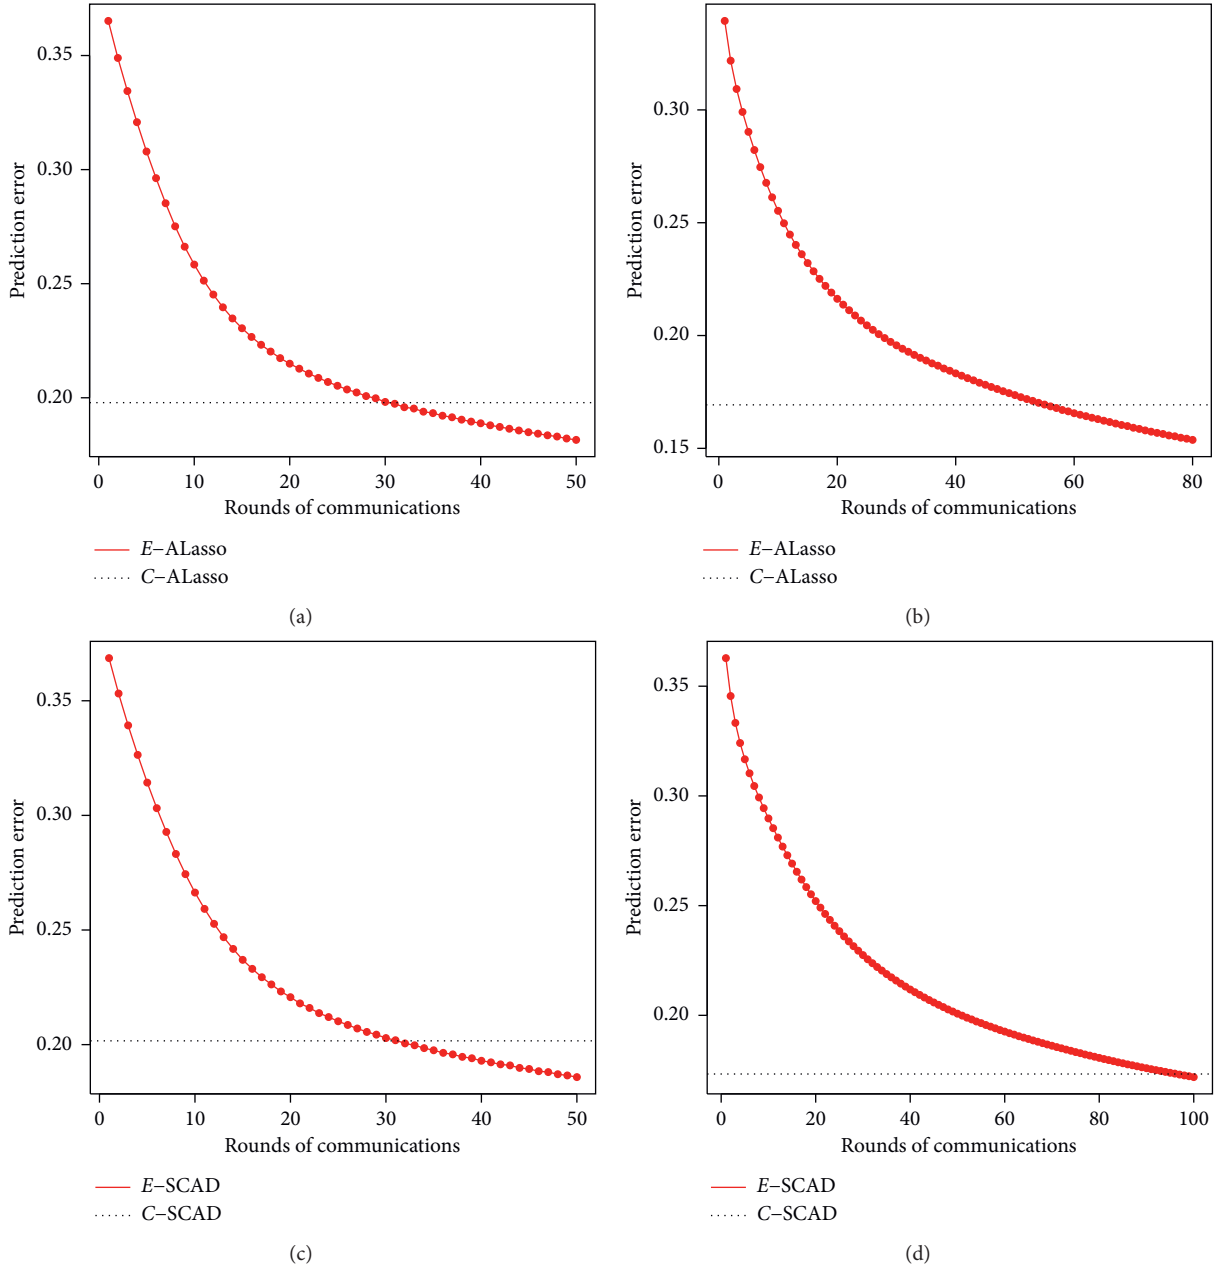 Prediction error
0.35
0.30
0.25
0.20
0 10 20 30 40 50
Rounds of communications
E−ALasso
C−ALasso
(a)
Prediction error
0.30
0.25
0.20
0.15
0 20 40 60 80
Rounds of communications
E−ALasso
C−ALasso
(b)
Prediction error
0.35
0.30
0.25
0.20
0 10 20 30 40 50
Rounds of communications
E−SCAD
C−SCAD
(c)
Prediction error
0.35
0.30
0.25
0.20
0 20 40 60 80 100
Rounds of communications
E−SCAD
C−SCAD
(d)